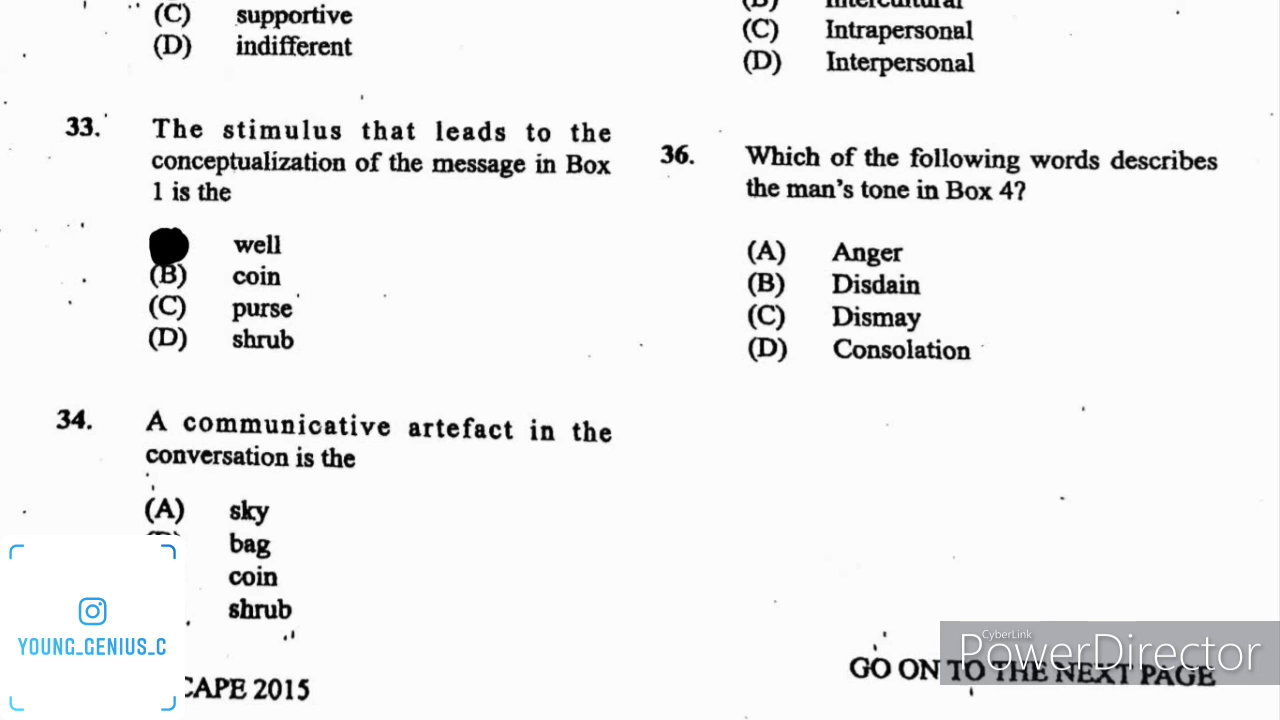 (C) supportive
(D) indifferent
33. The stimulus that leads to the
conceptualization of the message in Box
1 is the
well
(B) coin
(C) purse
(D) shrub
34. A communicative artefact in the
conversation is the
(A) sky
bag
coin
shrub
CAPE 2015
(C) Intrapersonal
(D) Interpersonal
36. Which of the following words describes
the man's tone in Box 4?
(A) Anger
(B) Disdain
(C) Dismay
(D) Consolation
GO ON TO THE NEXT PAGE
YOUNG_GENIUS_C
CyberLink
PowerDirector